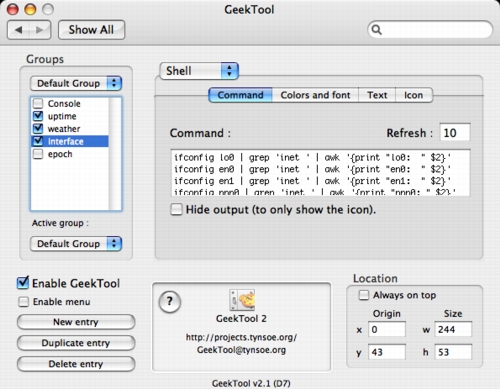 GeekTool
Show All
Groups
Default Group
Console
uptime
weather
Interface
epoch
Active group :
Default Group
Shell
Command
Colors and font
Text
Icon
Command :
Refresh : 10
ifconfig lo0 | grep 'inet ' | awk '{print "lo0:  " $2}'
ifconfig en0 | grep 'inet ' | awk '{print "en0:  " $2}'
ifconfig en1 | grep 'inet ' | awk '{print "en1:  " $2}'
ifconfig ppp0 | grep 'inet ' | awk '{print "ppp0: " $2}'
Hide output (to only show the icon).
Enable GeekTool
Enable menu
New entry
Duplicate entry
Delete entry
?
GeekTool 2
http://projects.tynsoe.org/
GeekTool@tynsoe.org
Location
Always on top
Origin Size
x 0 w 244
y 43 h 53
GeekTool v2.1 (D7)